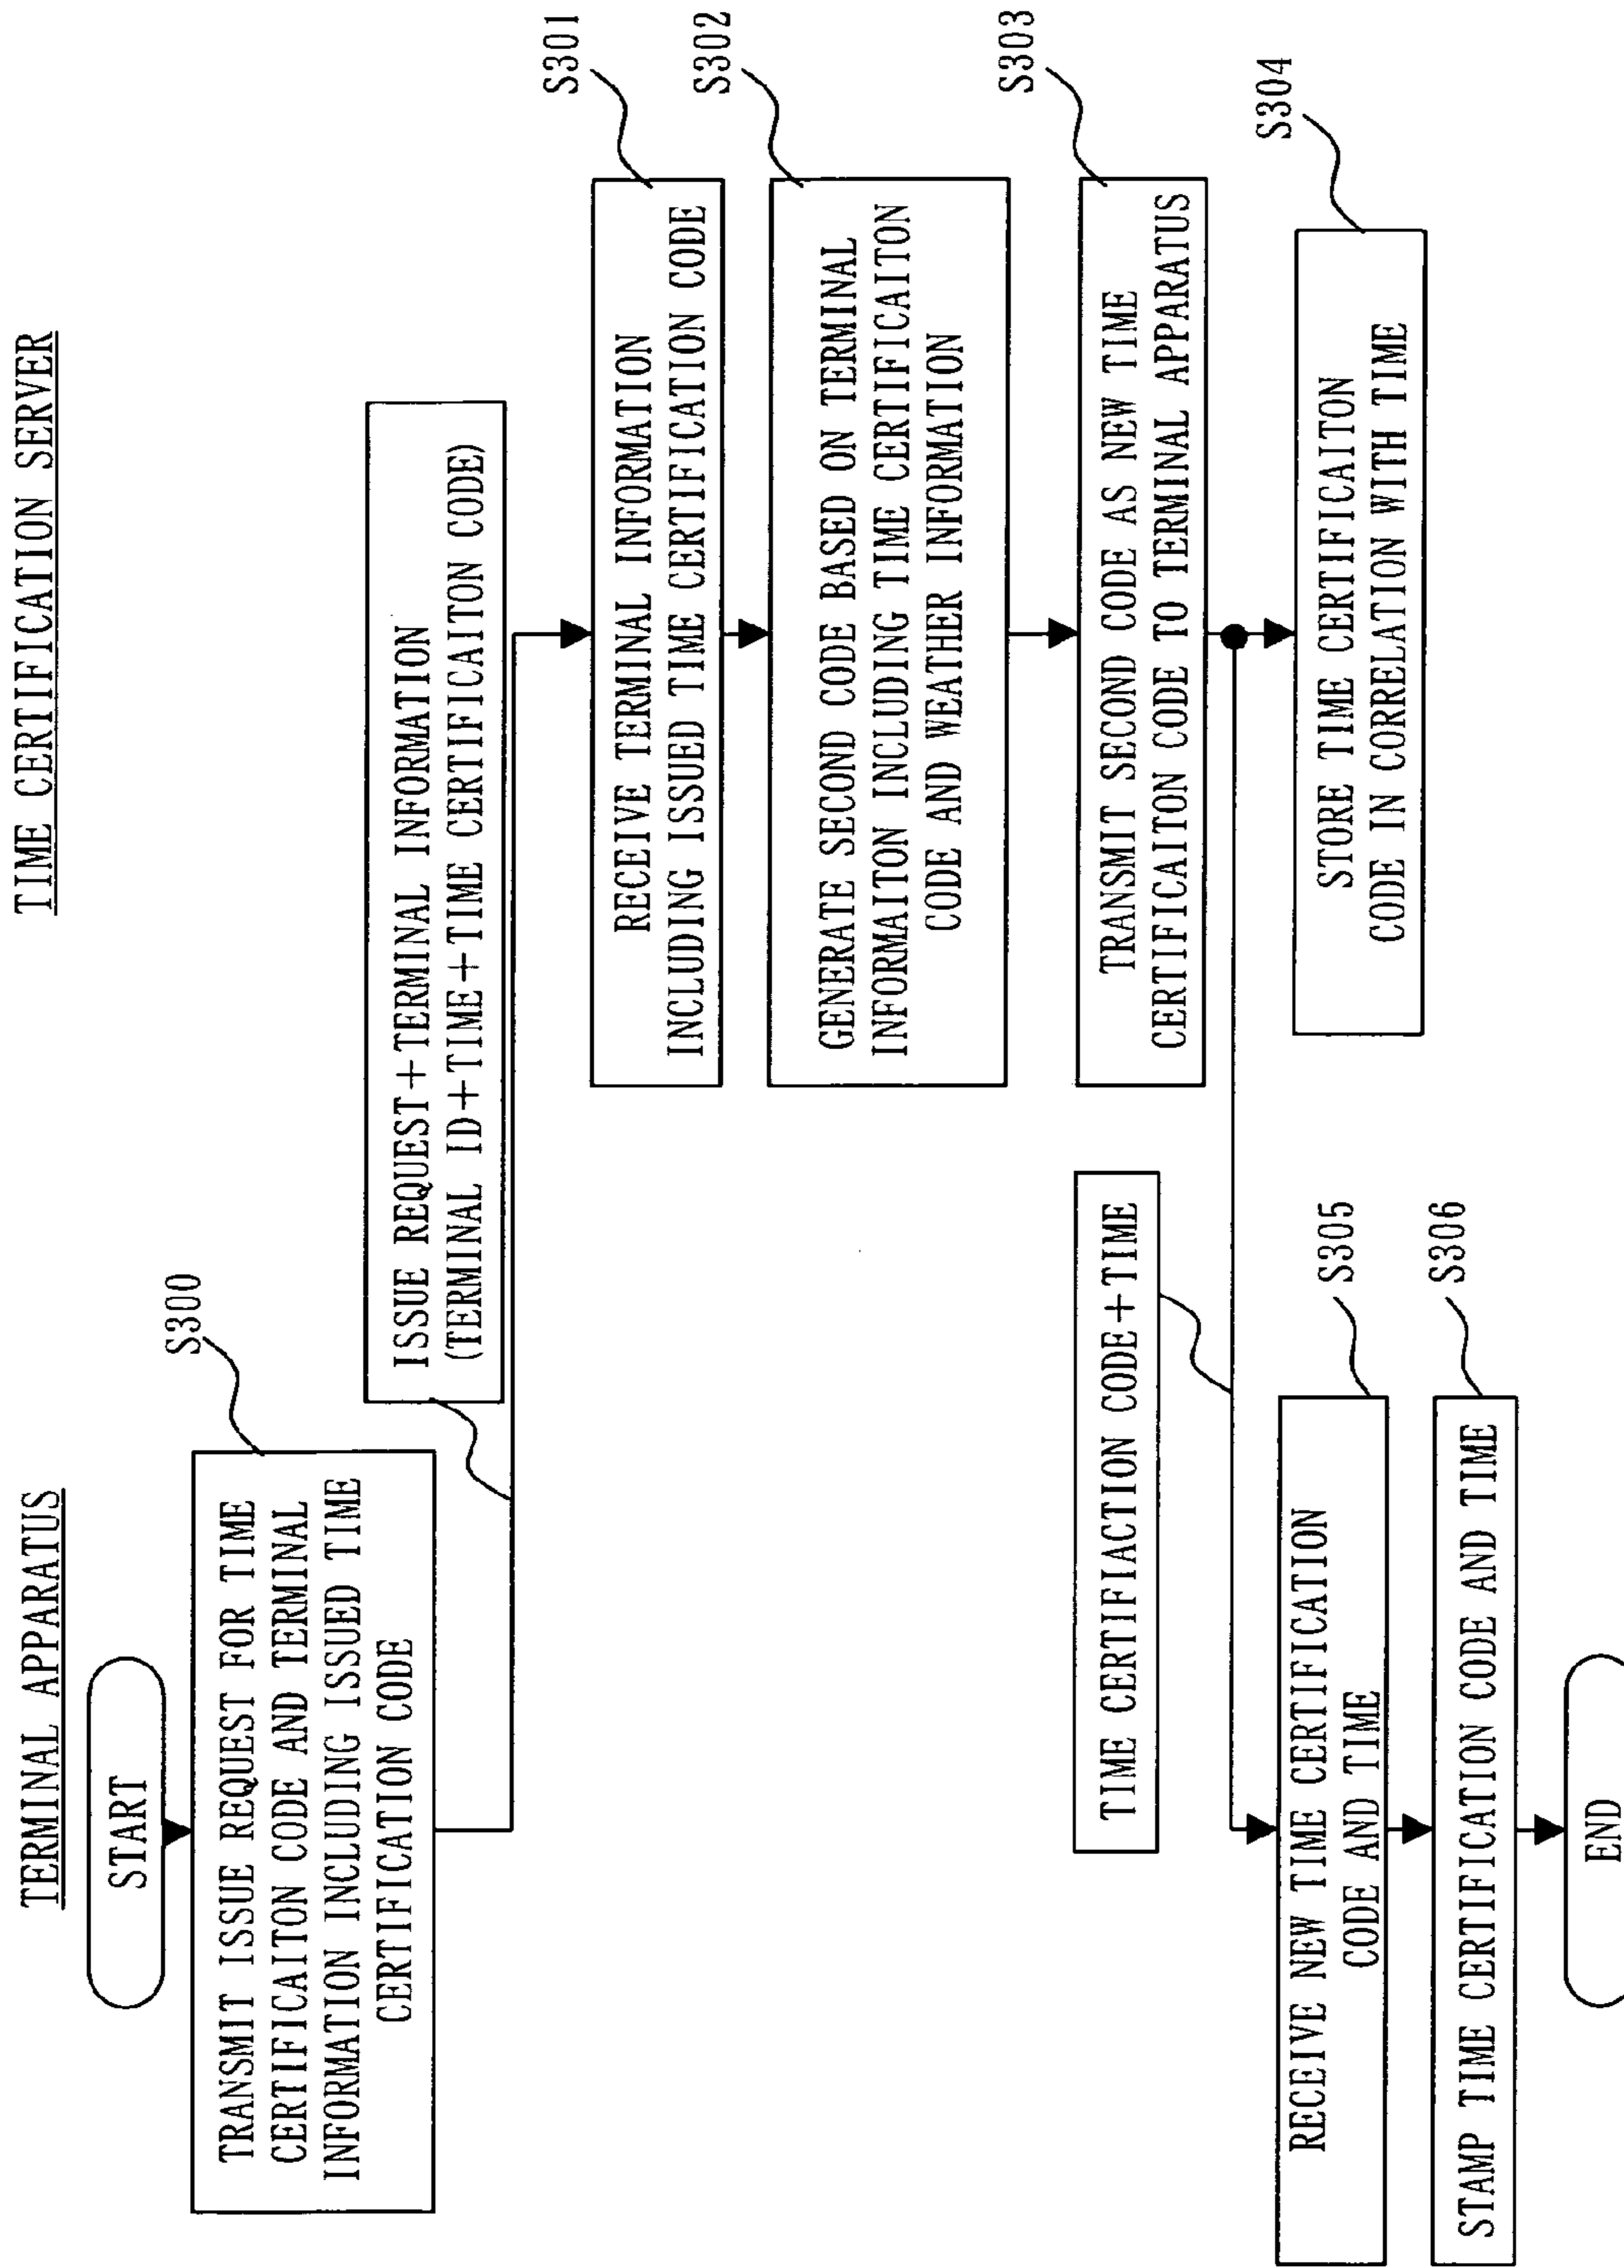 TERMINAL APPARATUS
TIME CERTIFICATION SERVER
START
TRANSMIT ISSUE REQUEST FOR TIME
CERTIFICAITON CODE AND TERMINAL
INFORMATION INCLUDING ISSUED TIME
CERTIFICATION CODE
S300
ISSUE REQUEST+TERMINAL INFORMATION
(TERMINAL ID+TIME+TIME CERTIFICAITON CODE)
RECEIVE TERMINAL INFORMATION
INCLUDING ISSUED TIME CERTIFICATION CODE
S301
GENERATE SECOND CODE BASED ON TERMINAL
INFORMAITON INCLUDING TIME CERTIFICAITON
CODE AND WEATHER INFORMATION
S302
TRANSMIT SECOND CODE AS NEW TIME
CERTIFICAITON CODE TO TERMINAL APPARATUS
S303
TIME CERTIFIACTION CODE+TIME
STORE TIME CERTIFICAITON
CODE IN CORRELATION WITH TIME
S304
RECEIVE NEW TIME CERTIFICATION
CODE AND TIME
S305
STAMP TIME CERTIFICATION CODE AND TIME
S306
END